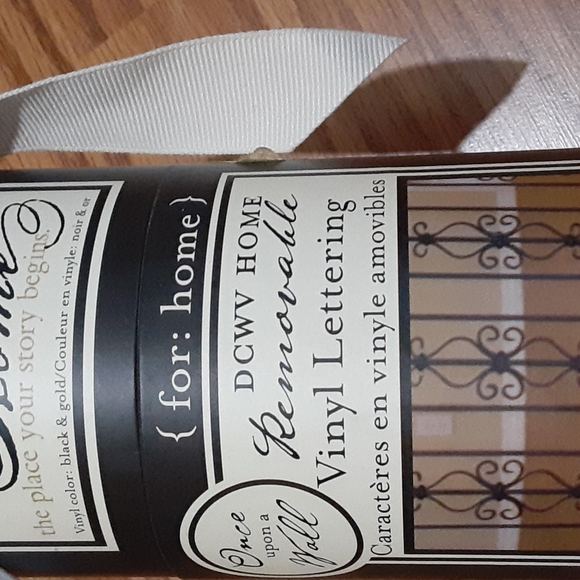 the place your story begins.
Vinyl color: black & gold/Couleur en vinyle: noir & or
{for: home}
DCWV HOME
Removable
Vinyl Lettering
Caractères en vinyle amovibles
Once
upon a
Wall